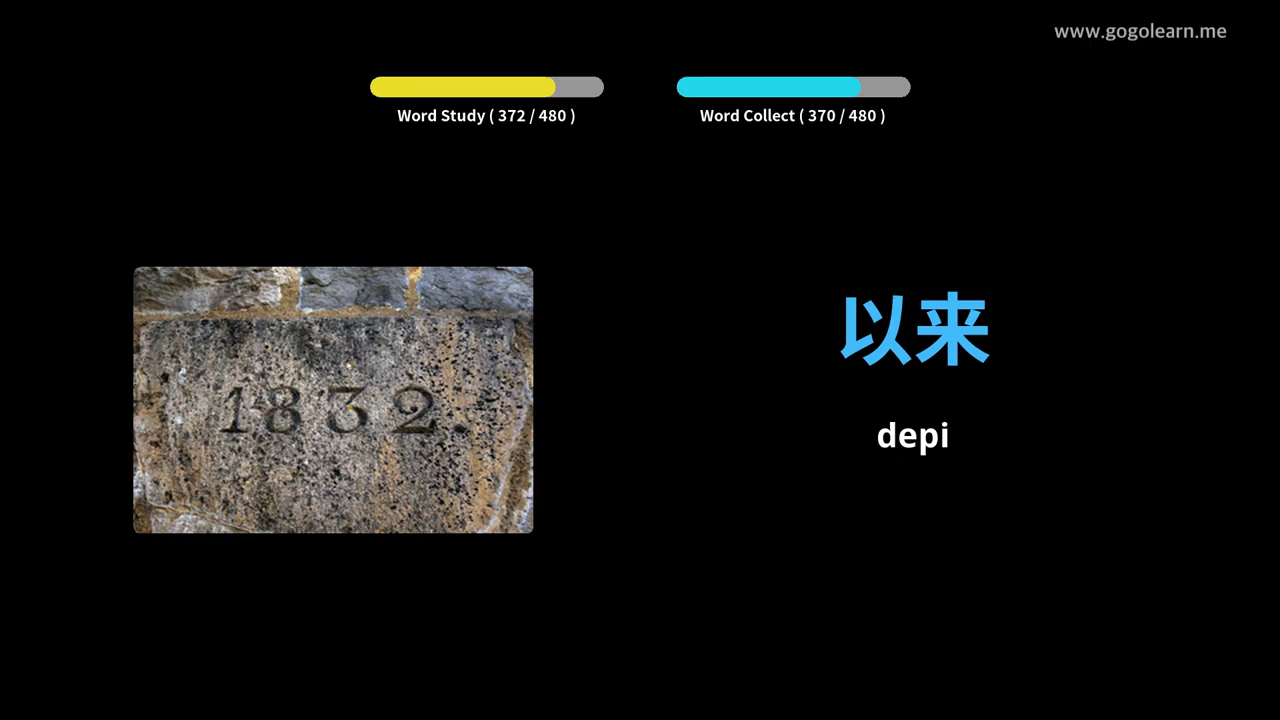 www.gogolearn.me
Word Study ( 372 / 480 )
Word Collect ( 370 / 480 )
1832.
以来
depi